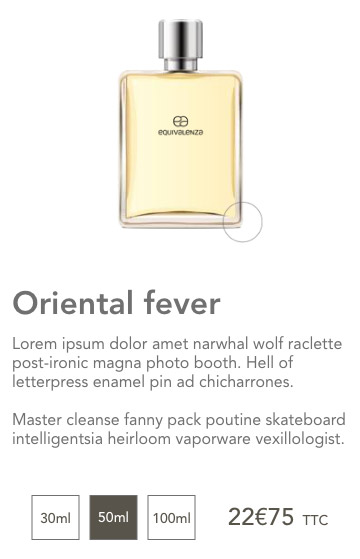 equivalenza
Oriental fever
Lorem ipsum dolor amet narwhal wolf raclette
post-ironic magna photo booth. Hell of
letterpress enamel pin ad chicharrones.
Master cleanse fanny pack poutine skateboard
intelligentsia heirloom vaporware vexillologist.
30ml 50ml 100ml 22€75 TTC